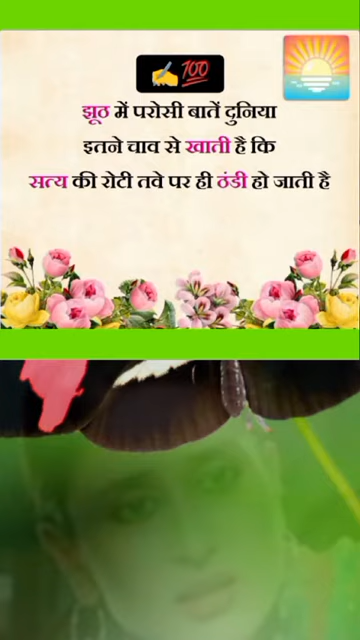 ✍️💯
झूठ में परोसी बातें दुनिया
इतने चाव से खाती है कि
सत्य की रोटी तवे पर ही ठंडी हो जाती है